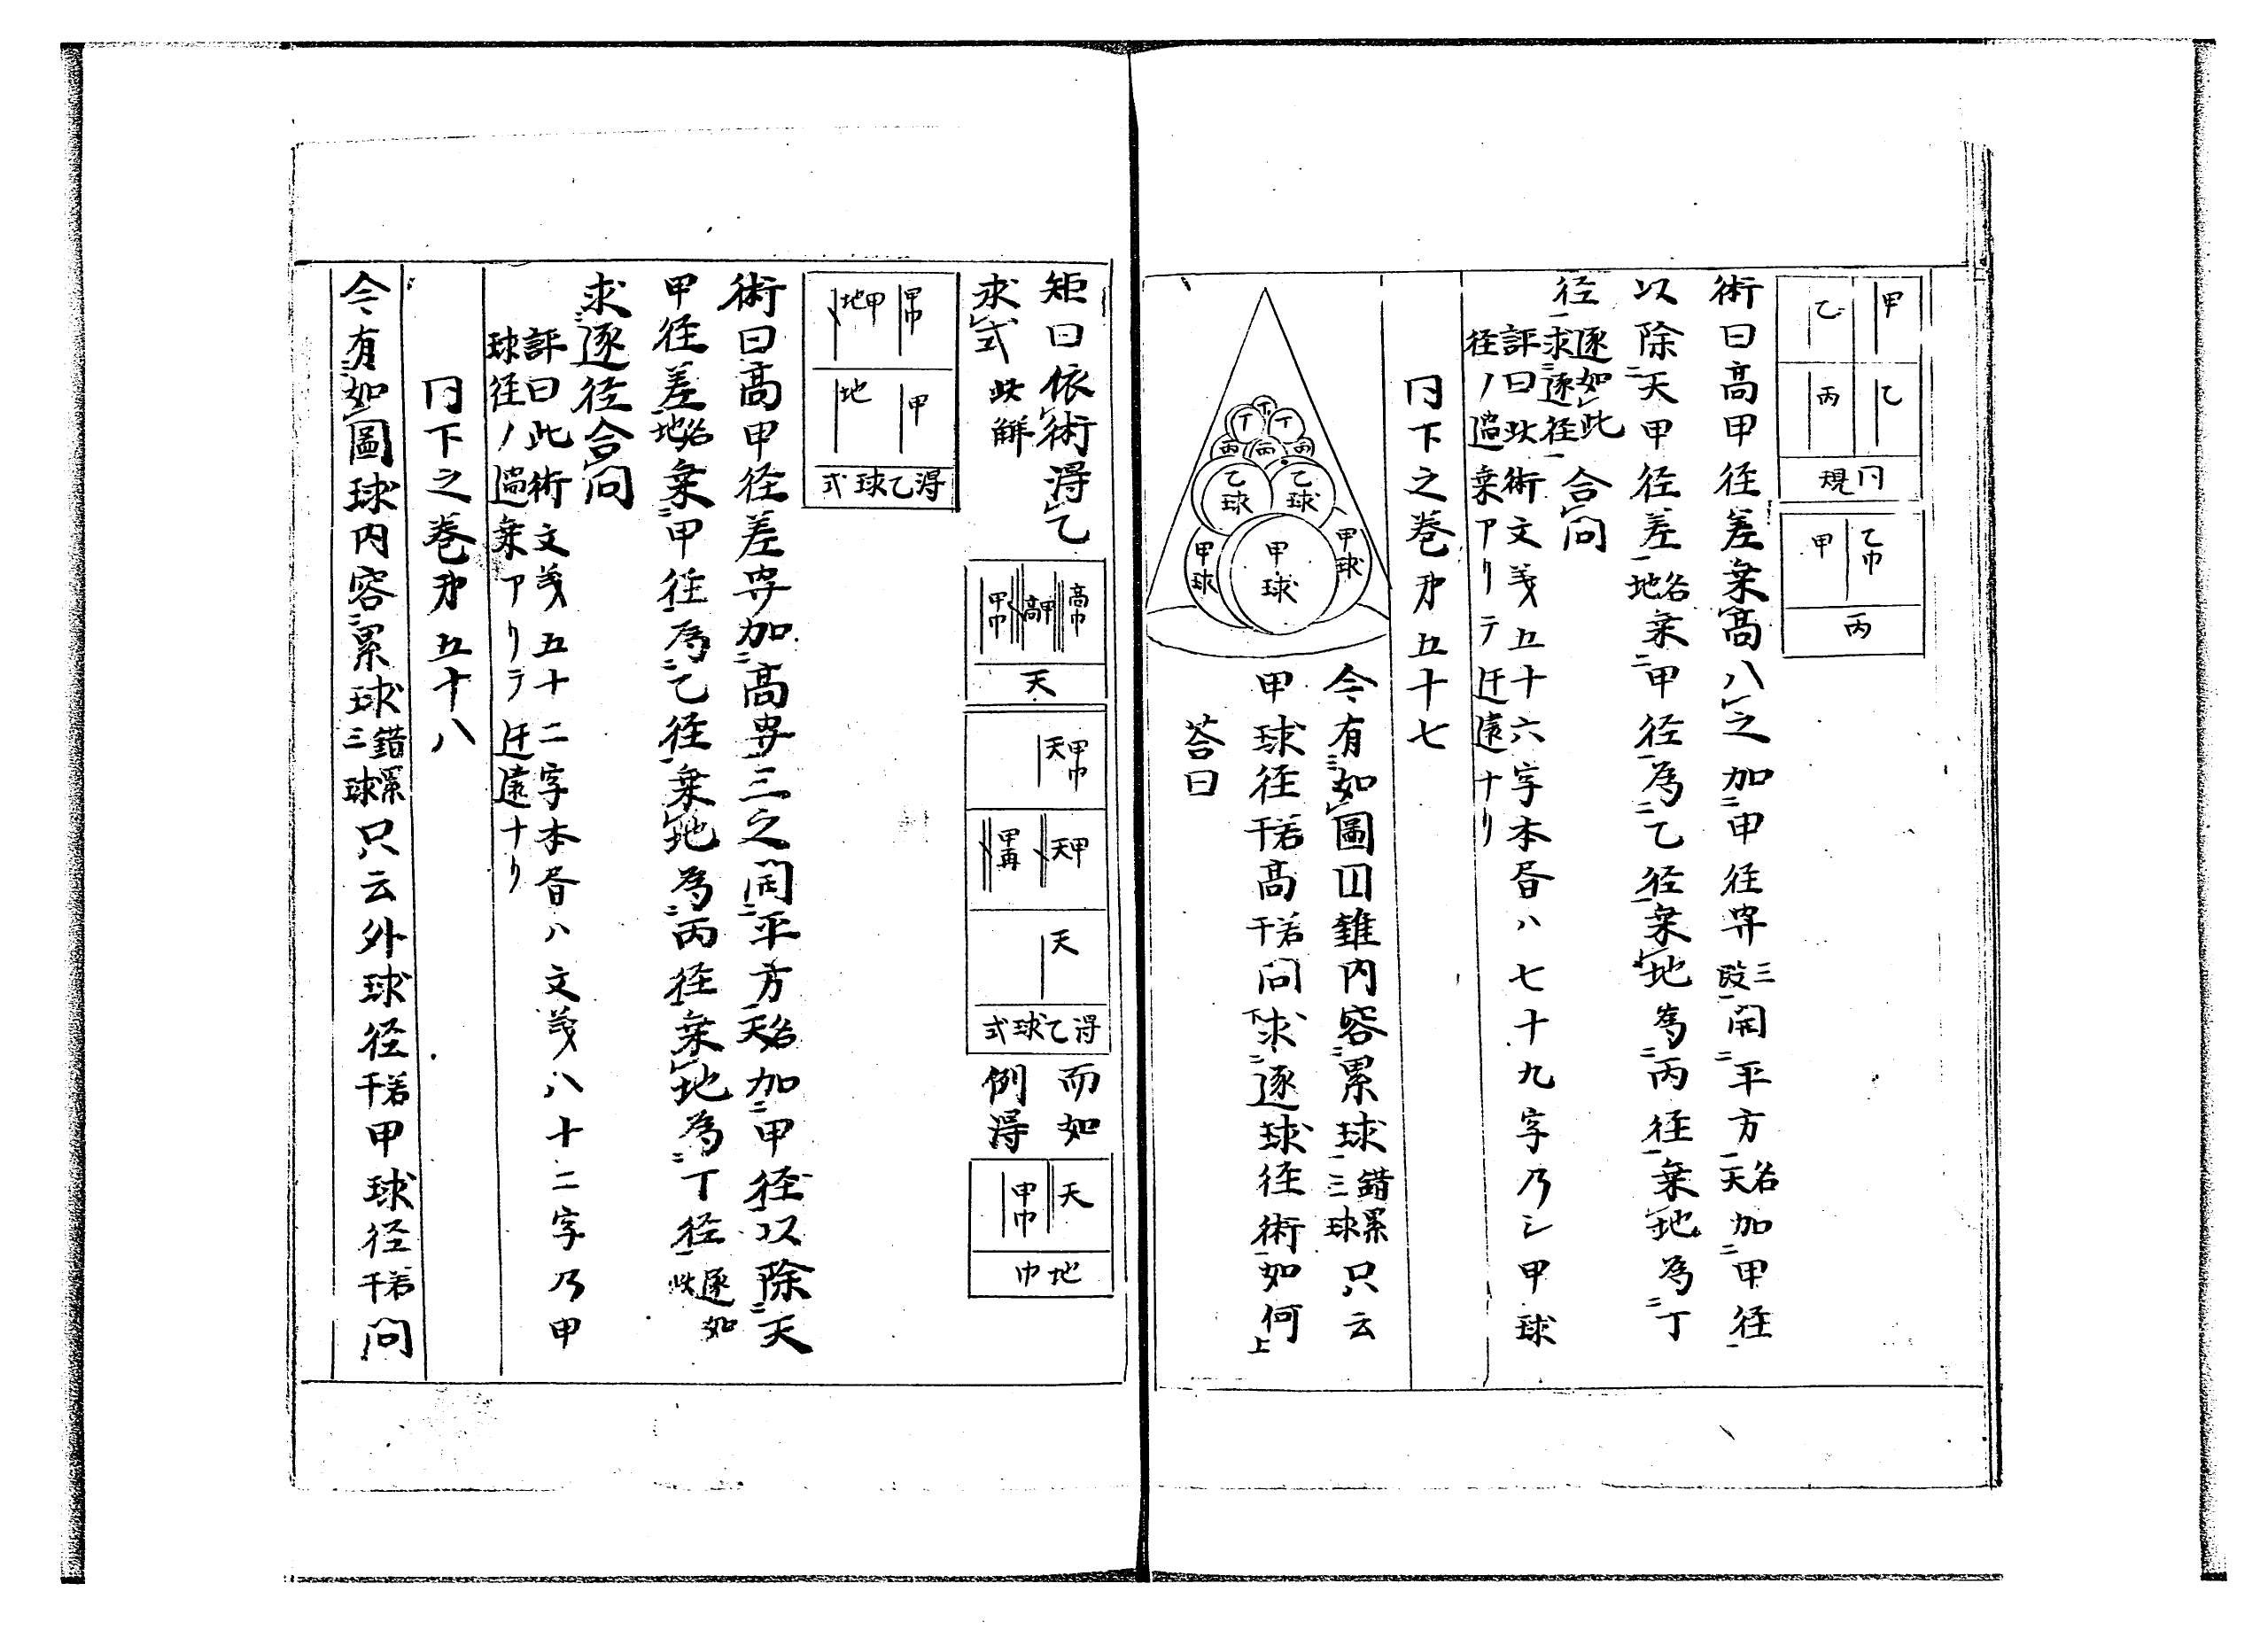 甲 乙
乙 丙
円規
乙巾
甲
丙
術曰高甲径差乗高八之加甲径冪三段開平方名天加甲径
以除天甲径差名地乗甲径為乙径乗地為丙径乗地為丁
径逐如此求逐径合問
評曰此術文義五十六字本書ハ七十九字乃シ甲球
径ノ過乗アリテ迂遠ナリ
円下之巻第五十七
丁
丁 丁
丙 丙 丙
乙球 乙球
甲球 甲球 甲球
今有如図円錐内容累球錯累三球只云
甲球径若干高若干問求逐球径術如何
答曰
矩曰依術得乙
求式此解
高巾
高甲
甲巾
天
天甲巾
天甲
甲再
天
得乙球式
而如
例得
天
甲巾
地巾
甲巾 甲
地甲 地
得乙球式
術曰高甲径差冪加高冪三之開平方名天加甲径以除天
甲径差名地乗甲径為乙径乗地為丙径乗地為丁径逐如此
求逐径合問
評曰此術文義五十二字本書ハ文義八十二字乃甲
球径ノ過乗アリテ迂遠ナリ
円下之巻第五十八
今有如図球内容累球錯累三球只云外球径若干甲球径若干問